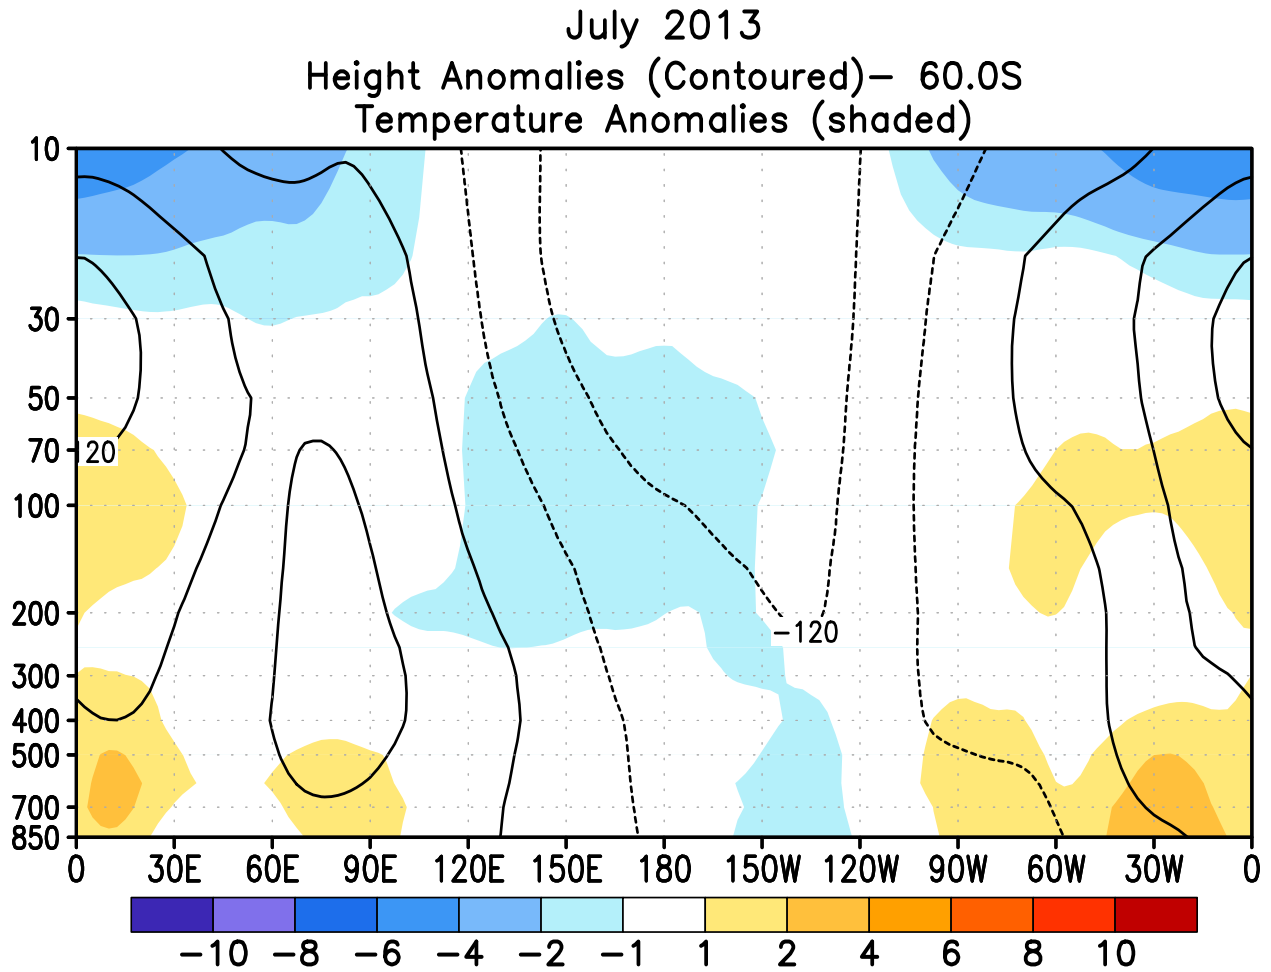 July 2013
Height Anomalies (Contoured)- 60.0S
Temperature Anomalies (shaded)
10
30
50
70
100
200
300
400
500
700
850
20
-120
0 30E 60E 90E 120E 150E 180 150W 120W 90W 60W 30W 0
-10 -8 -6 -4 -2 -1 1 2 4 6 8 10